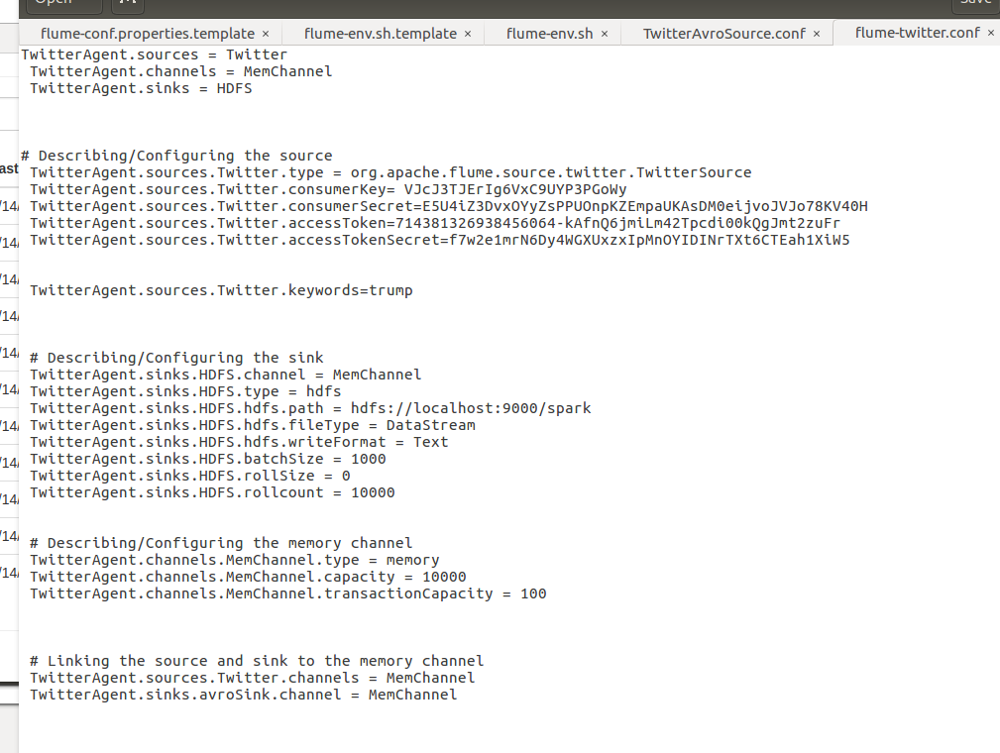 Open
Save
flume-conf.properties.template ×
flume-env.sh.template ×
flume-env.sh ×
TwitterAvroSource.conf ×
flume-twitter.conf ×
TwitterAgent.sources = Twitter
TwitterAgent.channels = MemChannel
TwitterAgent.sinks = HDFS
# Describing/Configuring the source
TwitterAgent.sources.Twitter.type = org.apache.flume.source.twitter.TwitterSource
TwitterAgent.sources.Twitter.consumerKey= VJcJ3TJErIg6VxC9UYP3PGoWy
TwitterAgent.sources.Twitter.consumerSecret=E5U4iZ3DvxOYyZsPPUOnpKZEmpaUKAsDM0eijvoJVJo78KV40H
TwitterAgent.sources.Twitter.accessToken=714381326938456064-kAfnQ6jmiLm42Tpcdi00kQgJmt2zuFr
TwitterAgent.sources.Twitter.accessTokenSecret=f7w2e1mrN6Dy4WGXUxzxIpMnOYIDINrTXt6CTEah1XiW5
TwitterAgent.sources.Twitter.keywords=trump
# Describing/Configuring the sink
TwitterAgent.sinks.HDFS.channel = MemChannel
TwitterAgent.sinks.HDFS.type = hdfs
TwitterAgent.sinks.HDFS.hdfs.path = hdfs://localhost:9000/spark
TwitterAgent.sinks.HDFS.hdfs.fileType = DataStream
TwitterAgent.sinks.HDFS.hdfs.writeFormat = Text
TwitterAgent.sinks.HDFS.batchSize = 1000
TwitterAgent.sinks.HDFS.rollSize = 0
TwitterAgent.sinks.HDFS.rollcount = 10000
# Describing/Configuring the memory channel
TwitterAgent.channels.MemChannel.type = memory
TwitterAgent.channels.MemChannel.capacity = 10000
TwitterAgent.channels.MemChannel.transactionCapacity = 100
# Linking the source and sink to the memory channel
TwitterAgent.sources.Twitter.channels = MemChannel
TwitterAgent.sinks.avroSink.channel = MemChannel